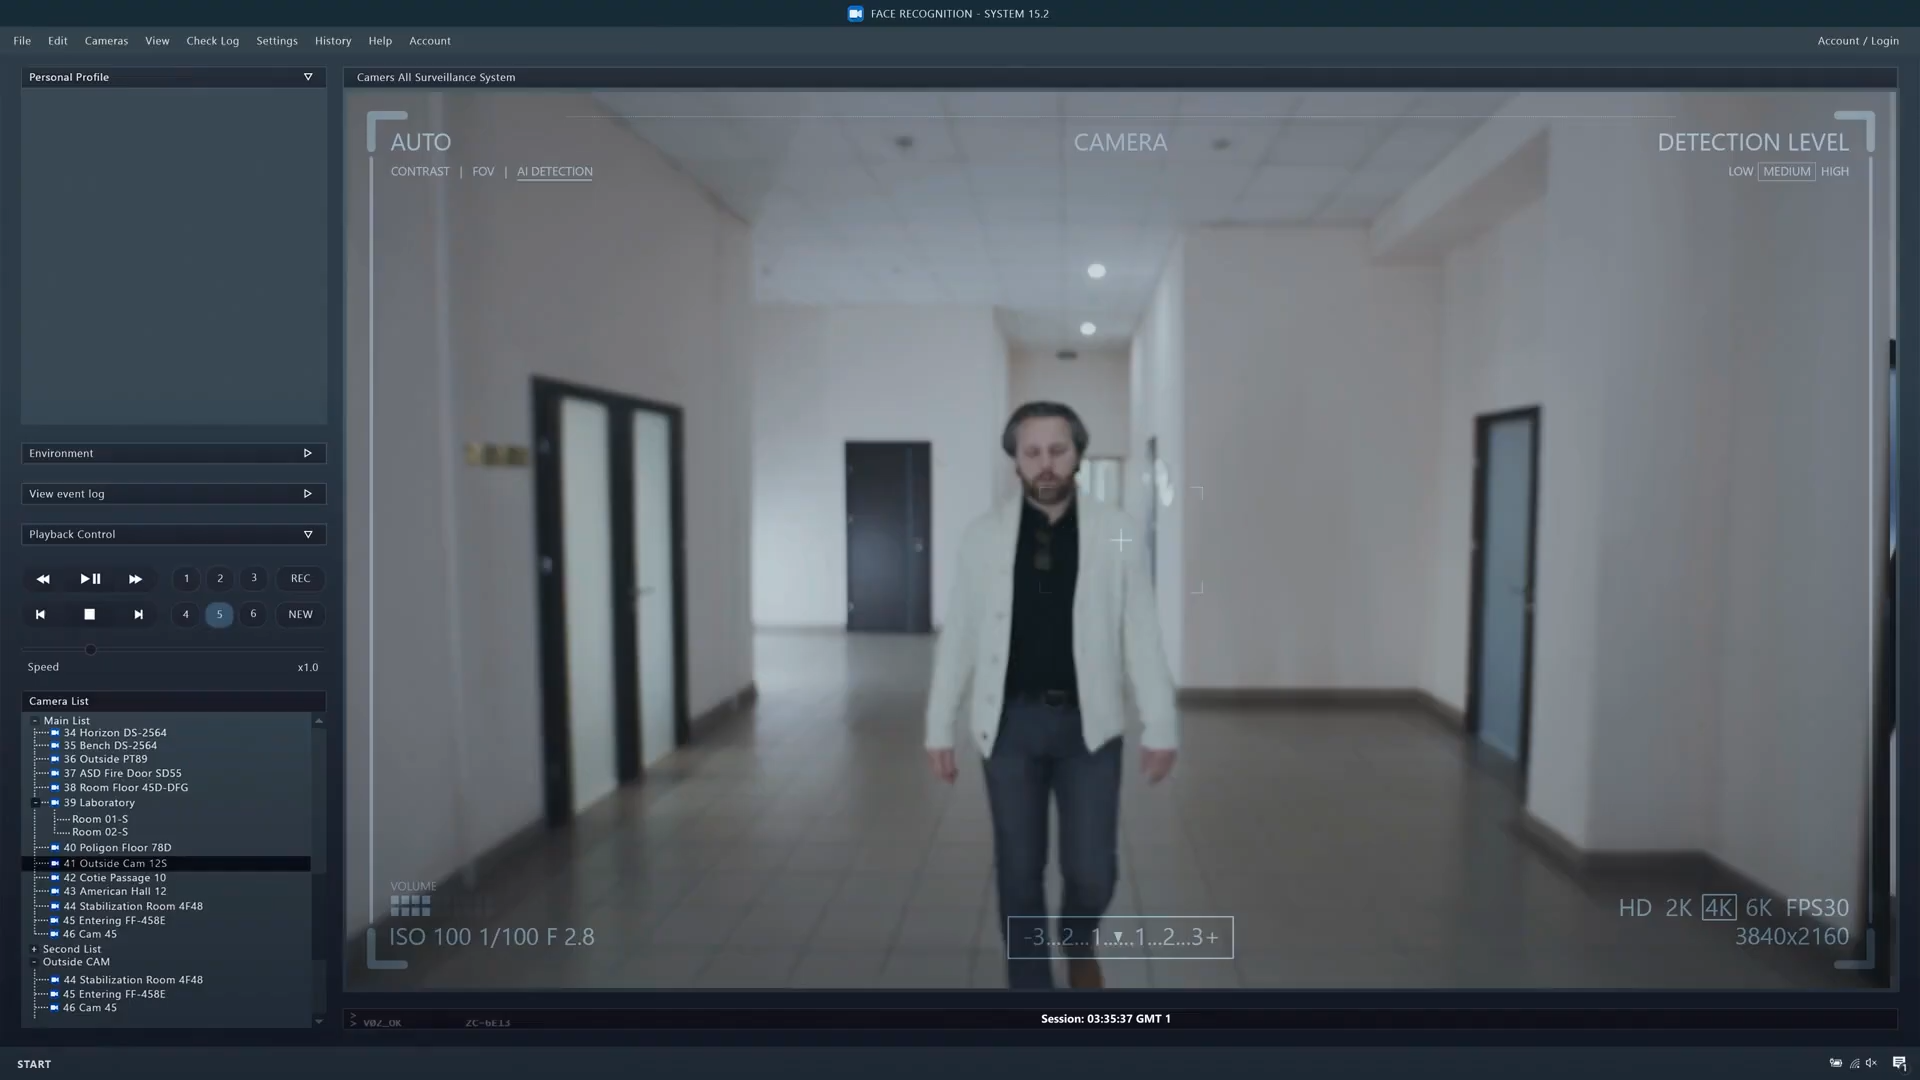 FACE RECOGNITION - SYSTEM 15.2
File Edit Cameras View Check Log Settings History Help Account
Account / Login
Personal Profile
Environment
View event log
Playback Control
1 2 3 REC
4 5 6 NEW
Speed x1.0
Camera List
Main List
34 Horizon DS-2564
35 Bench DS-2564
36 Outside PT89
37 ASD Fire Door SD55
38 Room Floor 45D-DFG
39 Laboratory
Room 01-S
Room 02-S
40 Poligon Floor 78D
41 Outside Cam 12S
42 Cotie Passage 10
43 American Hall 12
44 Stabilization Room 4F48
45 Entering FF-458E
46 Cam 45
Second List
Outside CAM
44 Stabilization Room 4F48
45 Entering FF-458E
46 Cam 45
Camers All Surveillance System
AUTO
CONTRAST | FOV | AI DETECTION
CAMERA
DETECTION LEVEL
LOW MEDIUM HIGH
VOLUME
ISO 100 1/100 F 2.8
-3...2...1......1...2...3+
HD 2K 4K 6K FPS30
3840x2160
> V02_OK ZC-6E13
Session: 03:35:37 GMT 1
START